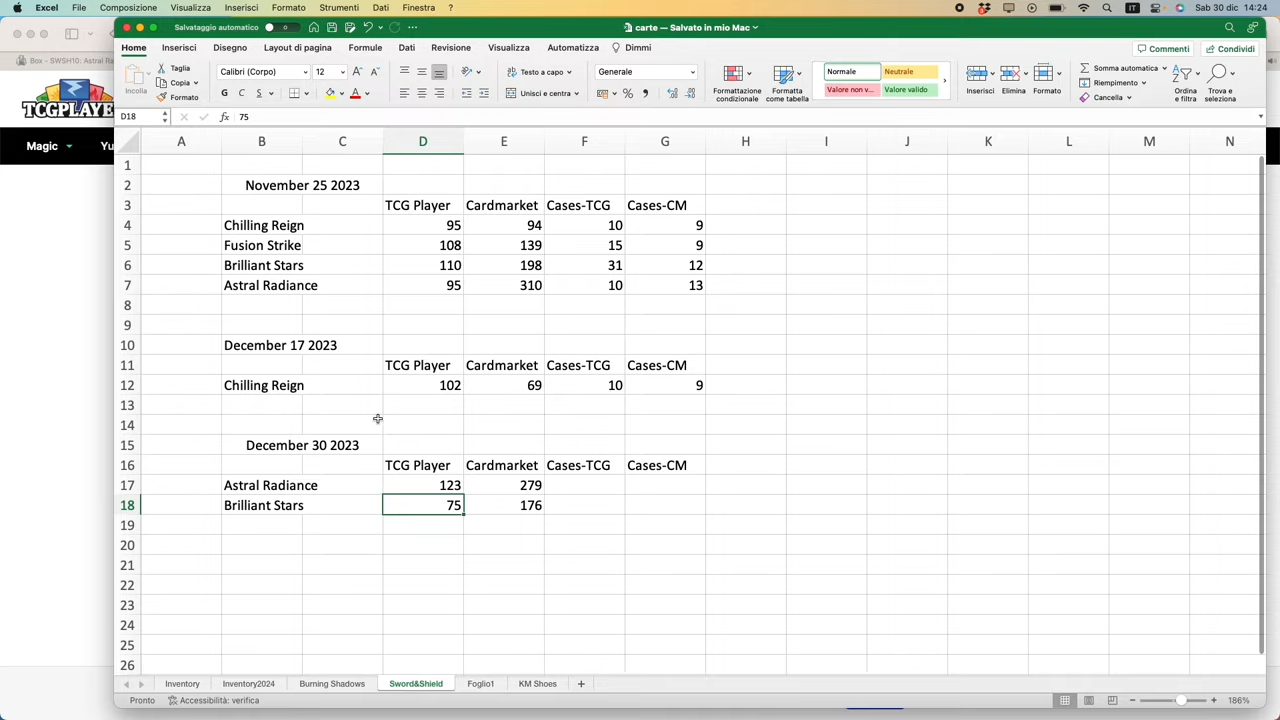 Excel File Composizione Visualizza Inserisci Formato Strumenti Dati Finestra ? IT Sab 30 dic 14:24
Salvataggio automatico carte — Salvato in mio Mac
Home Inserisci Disegno Layout di pagina Formule Dati Revisione Visualizza Automatizza Dimmi Commenti Condividi
Incolla Taglia Copia Formato Calibri (Corpo) 12 Testo a capo Unisci e centra Generale Formattazione condizionale Formatta come tabella Normale Neutrale Valore non v... Valore valido Inserisci Elimina Formato Somma automatica Riempimento Cancella Ordina e filtra Trova e seleziona
G C S
Box - SWSH10: Astral Ra
TCGPLAYE
Magic Yu
D18 fx 75
A B C D E F G H I J K L M N
1
2 November 25 2023
3 TCG Player Cardmarket Cases-TCG Cases-CM
4 Chilling Reign 95 94 10 9
5 Fusion Strike 108 139 15 9
6 Brilliant Stars 110 198 31 12
7 Astral Radiance 95 310 10 13
8
9
10 December 17 2023
11 TCG Player Cardmarket Cases-TCG Cases-CM
12 Chilling Reign 102 69 10 9
13
14
15 December 30 2023
16 TCG Player Cardmarket Cases-TCG Cases-CM
17 Astral Radiance 123 279
18 Brilliant Stars 75 176
19
20
21
22
23
24
25
26
Inventory Inventory2024 Burning Shadows Sword&Shield Foglio1 KM Shoes +
Pronto Accessibilità: verifica 186%